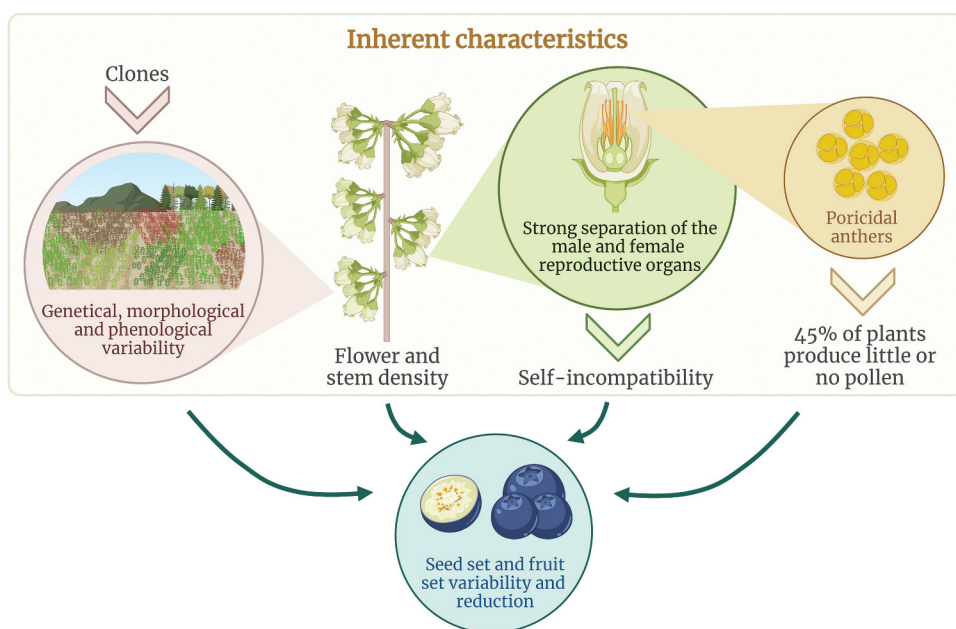 Inherent characteristics
Clones
Genetical, morphological
and phenological
variability
Flower and
stem density
Strong separation of the
male and female
reproductive organs
Self-incompatibility
Poricidal
anthers
45% of plants
produce little or
no pollen
Seed set and fruit
set variability and
reduction